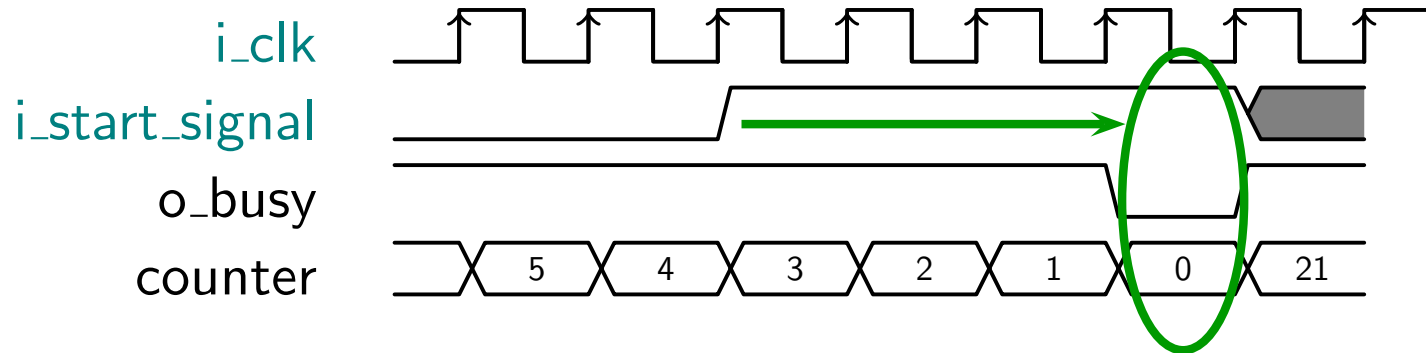 i_clk
i_start_signal
o_busy
counter 5 4 3 2 1 0 21